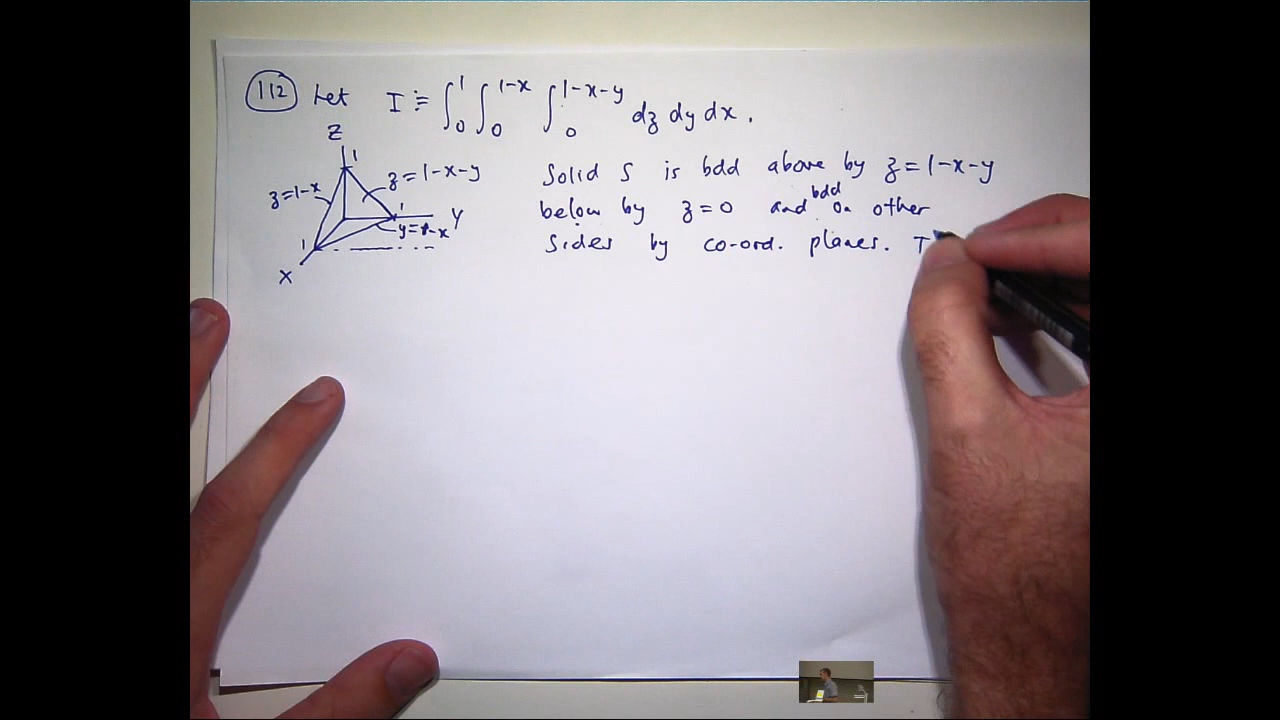 112 Let I ≡ ∫₀¹ ∫₀^{1-x} ∫₀^{1-x-y} dz dy dx .
Z
1
z=1-x
z=1-x-y
1
Y
y=1-x
1
X
Solid S is bdd above by z=1-x-y
below by z=0 and bdd on other
sides by co-ord. planes. T